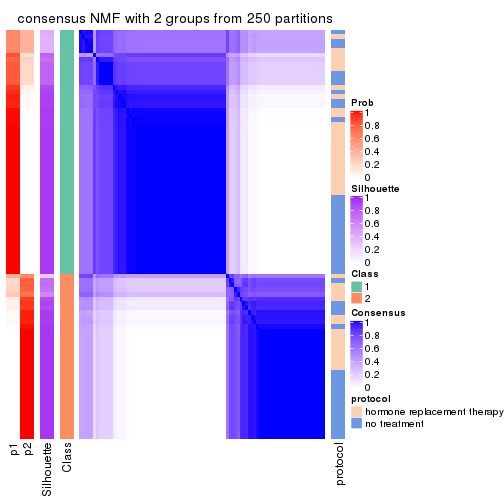 consensus NMF with 2 groups from 250 partitions
Prob
1
0.8
0.6
0.4
0.2
0
Silhouette
1
0.8
0.6
0.4
0.2
0
Class
1
2
Consensus
1
0.8
0.6
0.4
0.2
0
protocol
hormone replacement therapy
no treatment
p1
p2
Silhouette
Class
protocol